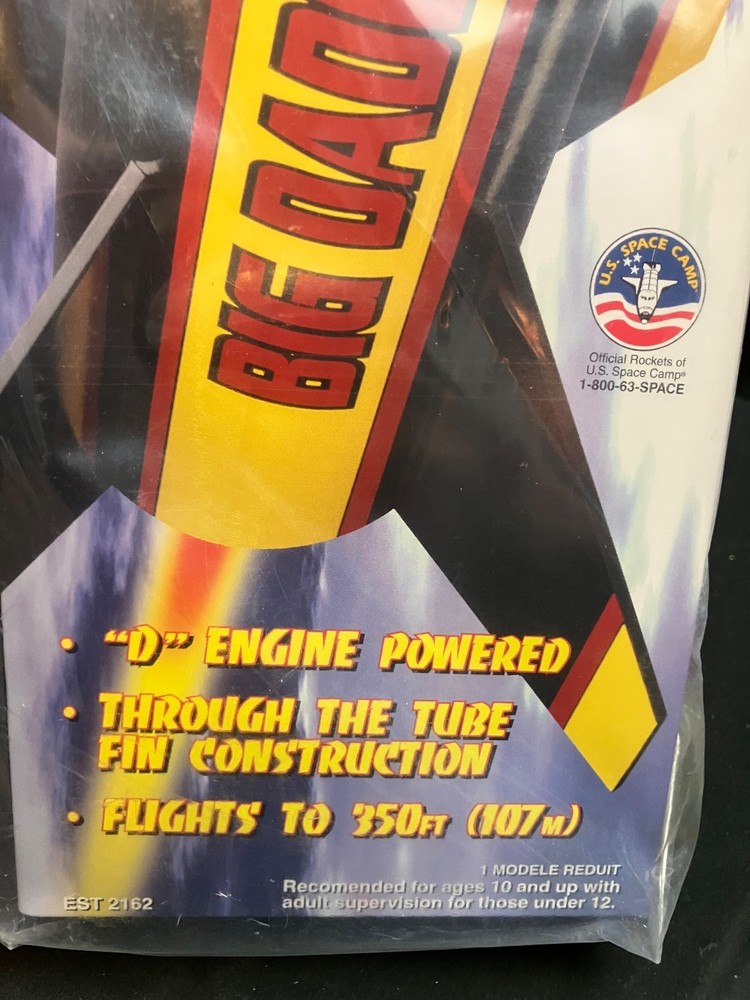 BIG DAD
U.S. SPACE CAMP
Official Rockets of
U.S. Space Camp®
1-800-63-SPACE
• "D" ENGINE POWERED
• THROUGH THE TUBE
FIN CONSTRUCTION
• FLIGHTS TO 350FT (107M)
1 MODELE REDUIT
Recomended for ages 10 and up with
adult supervision for those under 12.
EST 2162